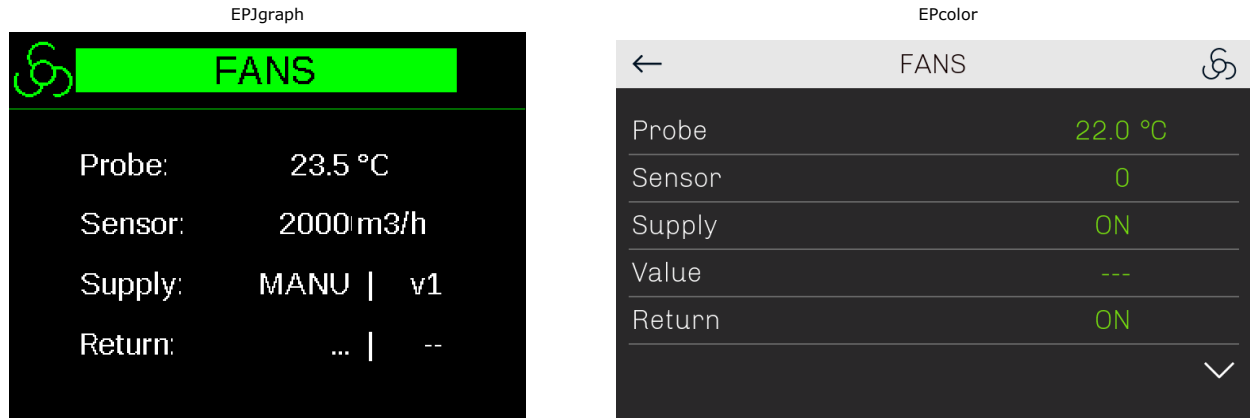 EPJgraph
FANS
Probe: 23.5 °C
Sensor: 2000 m3/h
Supply: MANU | v1
Return: ... | --
EPcolor
← FANS
Probe 22.0 °C
Sensor 0
Supply ON
Value ---
Return ON